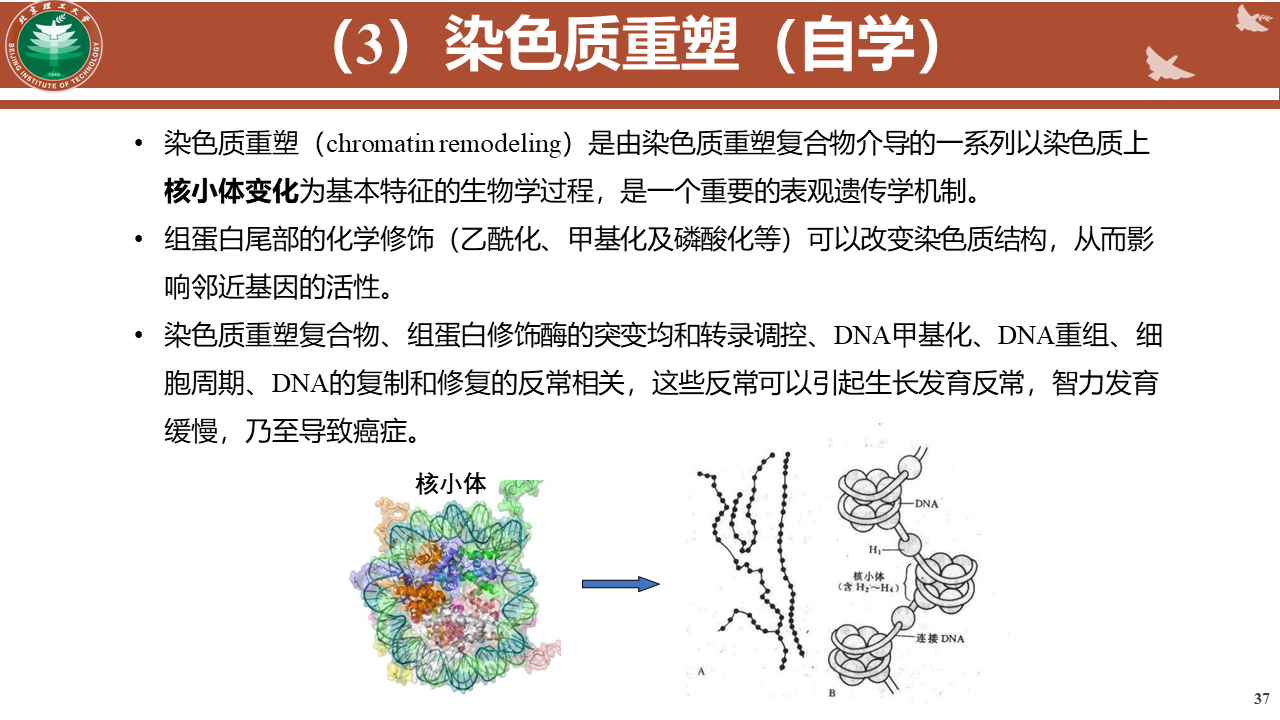 (3)染色质重塑(自学)
北京理工大学
BEIJING INSTITUTE OF TECHNOLOGY
1940
• 染色质重塑(chromatin remodeling)是由染色质重塑复合物介导的一系列以染色质上
核小体变化为基本特征的生物学过程,是一个重要的表观遗传学机制。
• 组蛋白尾部的化学修饰(乙酰化、甲基化及磷酸化等)可以改变染色质结构,从而影
响邻近基因的活性。
• 染色质重塑复合物、组蛋白修饰酶的突变均和转录调控、DNA甲基化、DNA重组、细
胞周期、DNA的复制和修复的反常相关,这些反常可以引起生长发育反常,智力发育
缓慢,乃至导致癌症。
核小体
DNA
H₁
核小体
(含 H₂~H₄)
连接 DNA
A
B
37